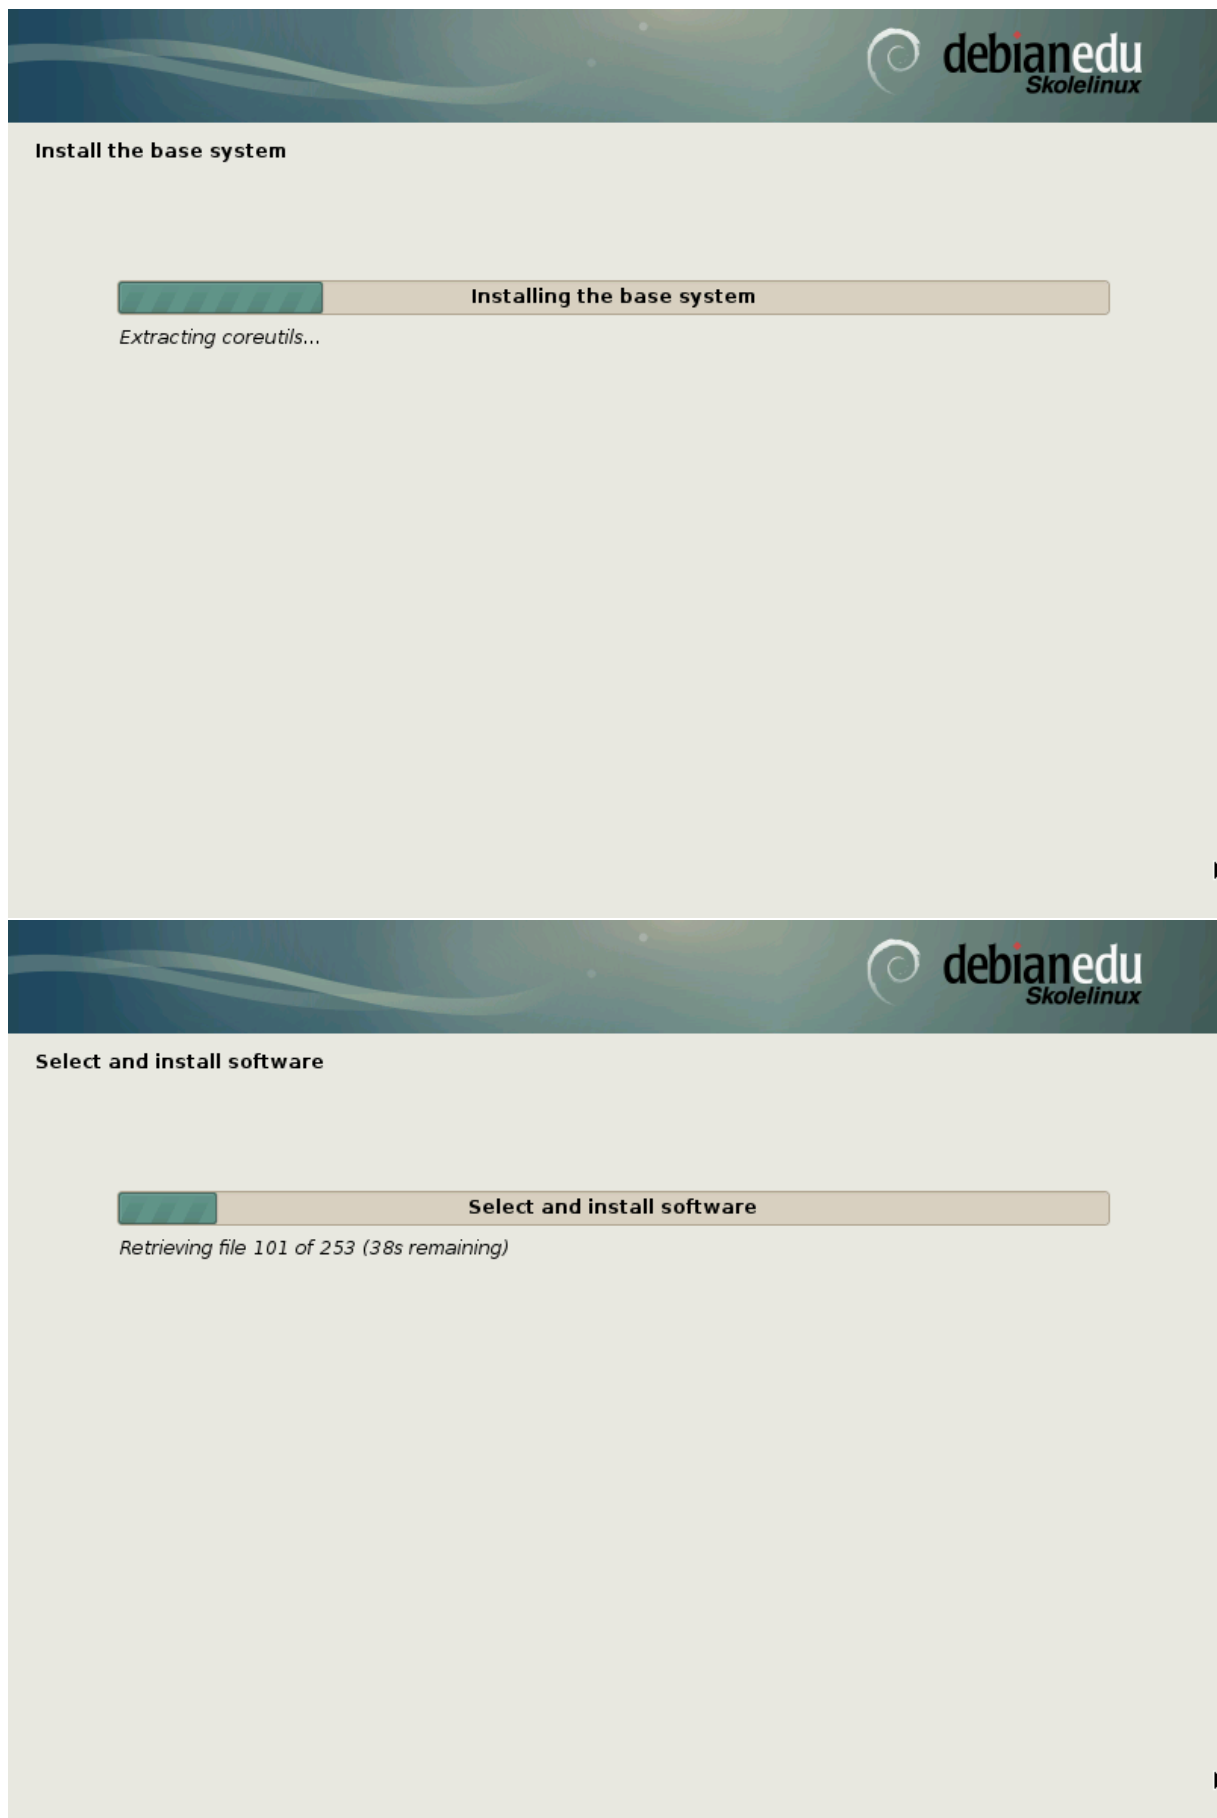 debianedu
Skolelinux
Install the base system
Installing the base system
Extracting coreutils...
debianedu
Skolelinux
Select and install software
Select and install software
Retrieving file 101 of 253 (38s remaining)